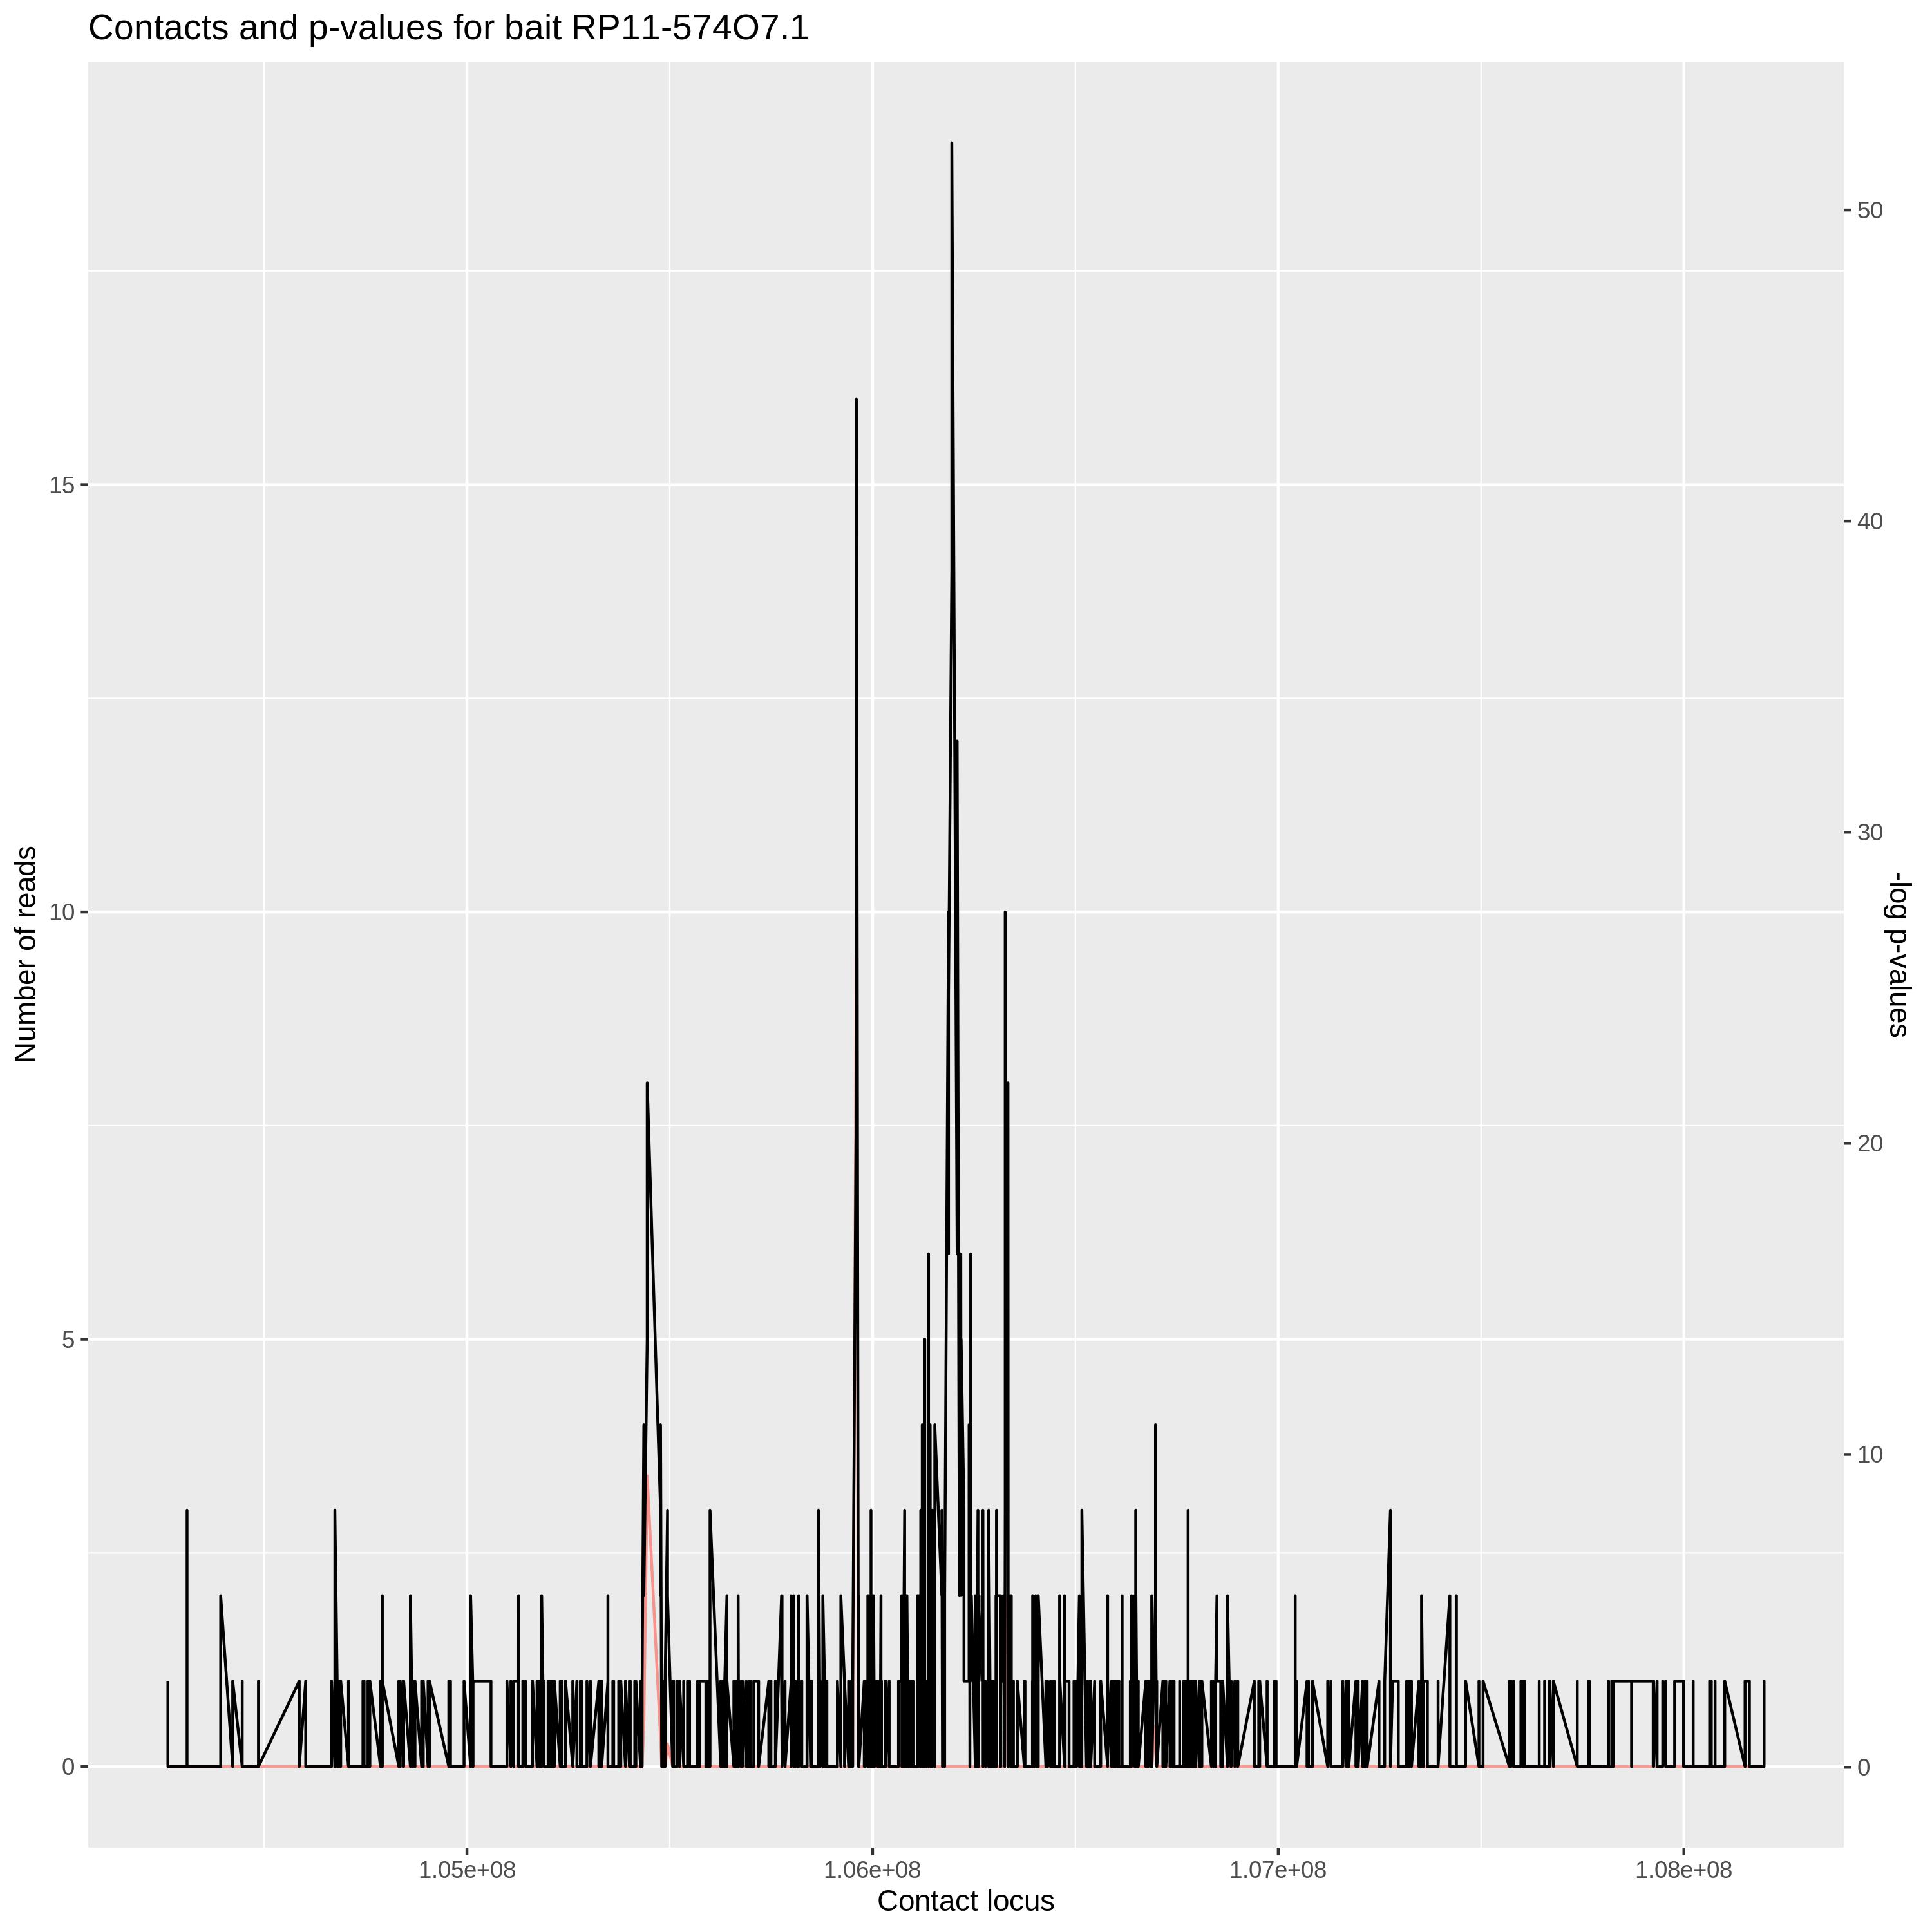 Contacts and p-values for bait RP11-574O7.1
Number of reads
15
10
5
0
50
40
30
20
10
0
-log p-values
1.05e+08
1.06e+08
1.07e+08
1.08e+08
Contact locus